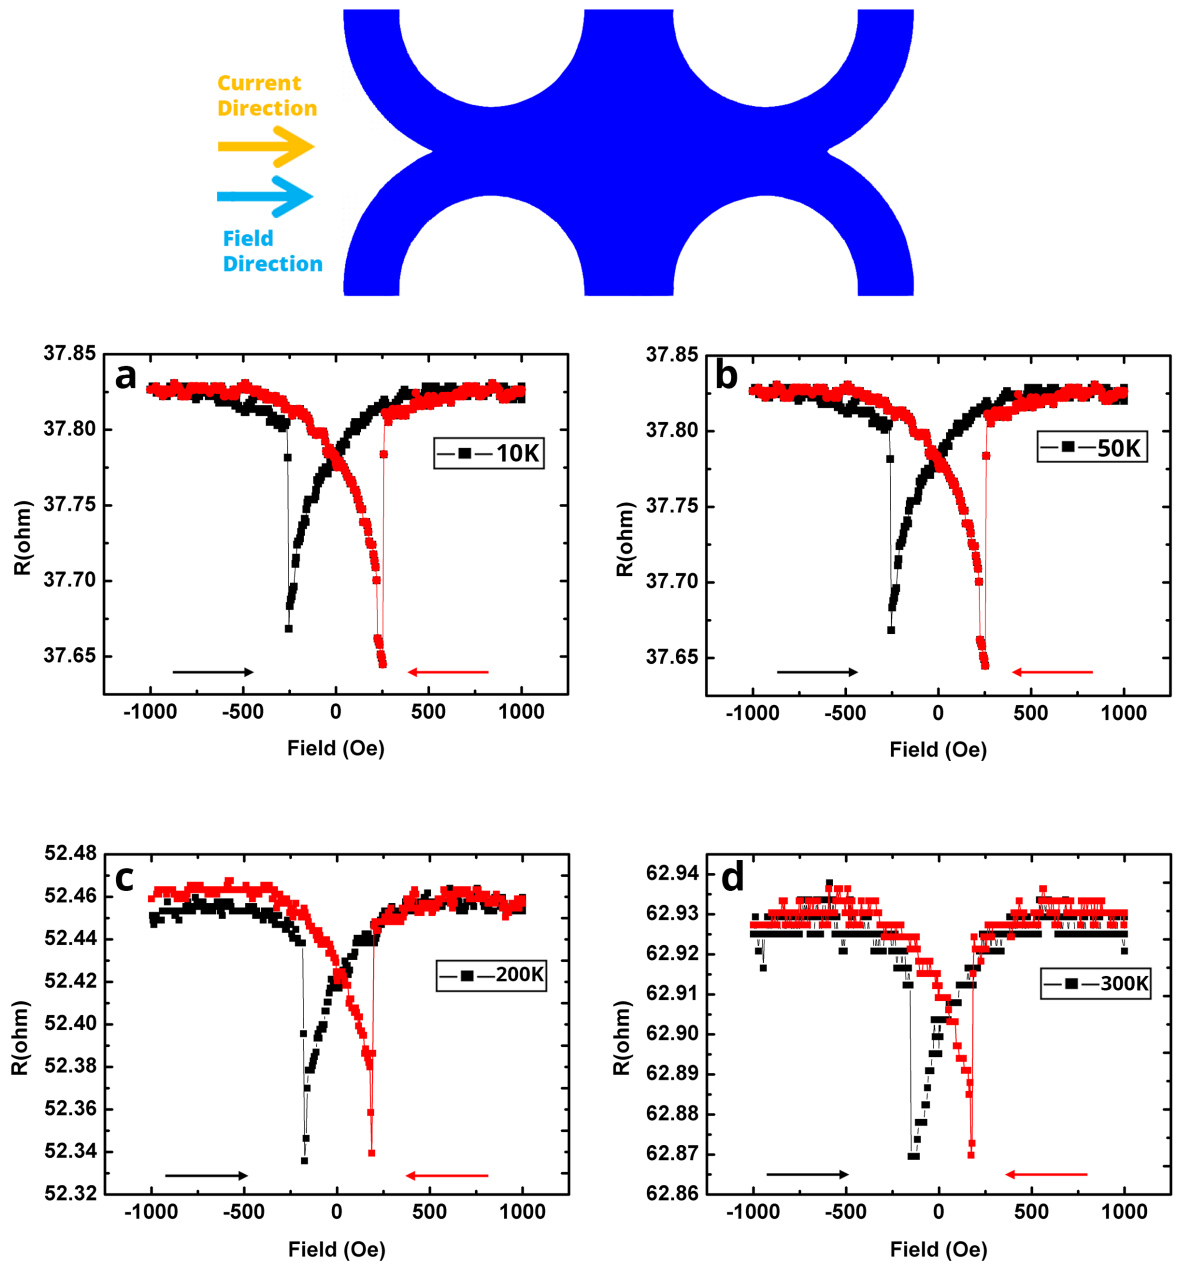 Current
Direction
Field
Direction
a
37.85
37.80
37.75
37.70
37.65
R(ohm)
10K
-1000
-500
0
500
1000
Field (Oe)
b
37.85
37.80
37.75
37.70
37.65
R(ohm)
50K
-1000
-500
0
500
1000
Field (Oe)
c
52.48
52.46
52.44
52.42
52.40
52.38
52.36
52.34
52.32
R(ohm)
200K
-1000
-500
0
500
1000
Field (Oe)
d
62.94
62.93
62.92
62.91
62.90
62.89
62.88
62.87
62.86
R(ohm)
300K
-1000
-500
0
500
1000
Field (Oe)